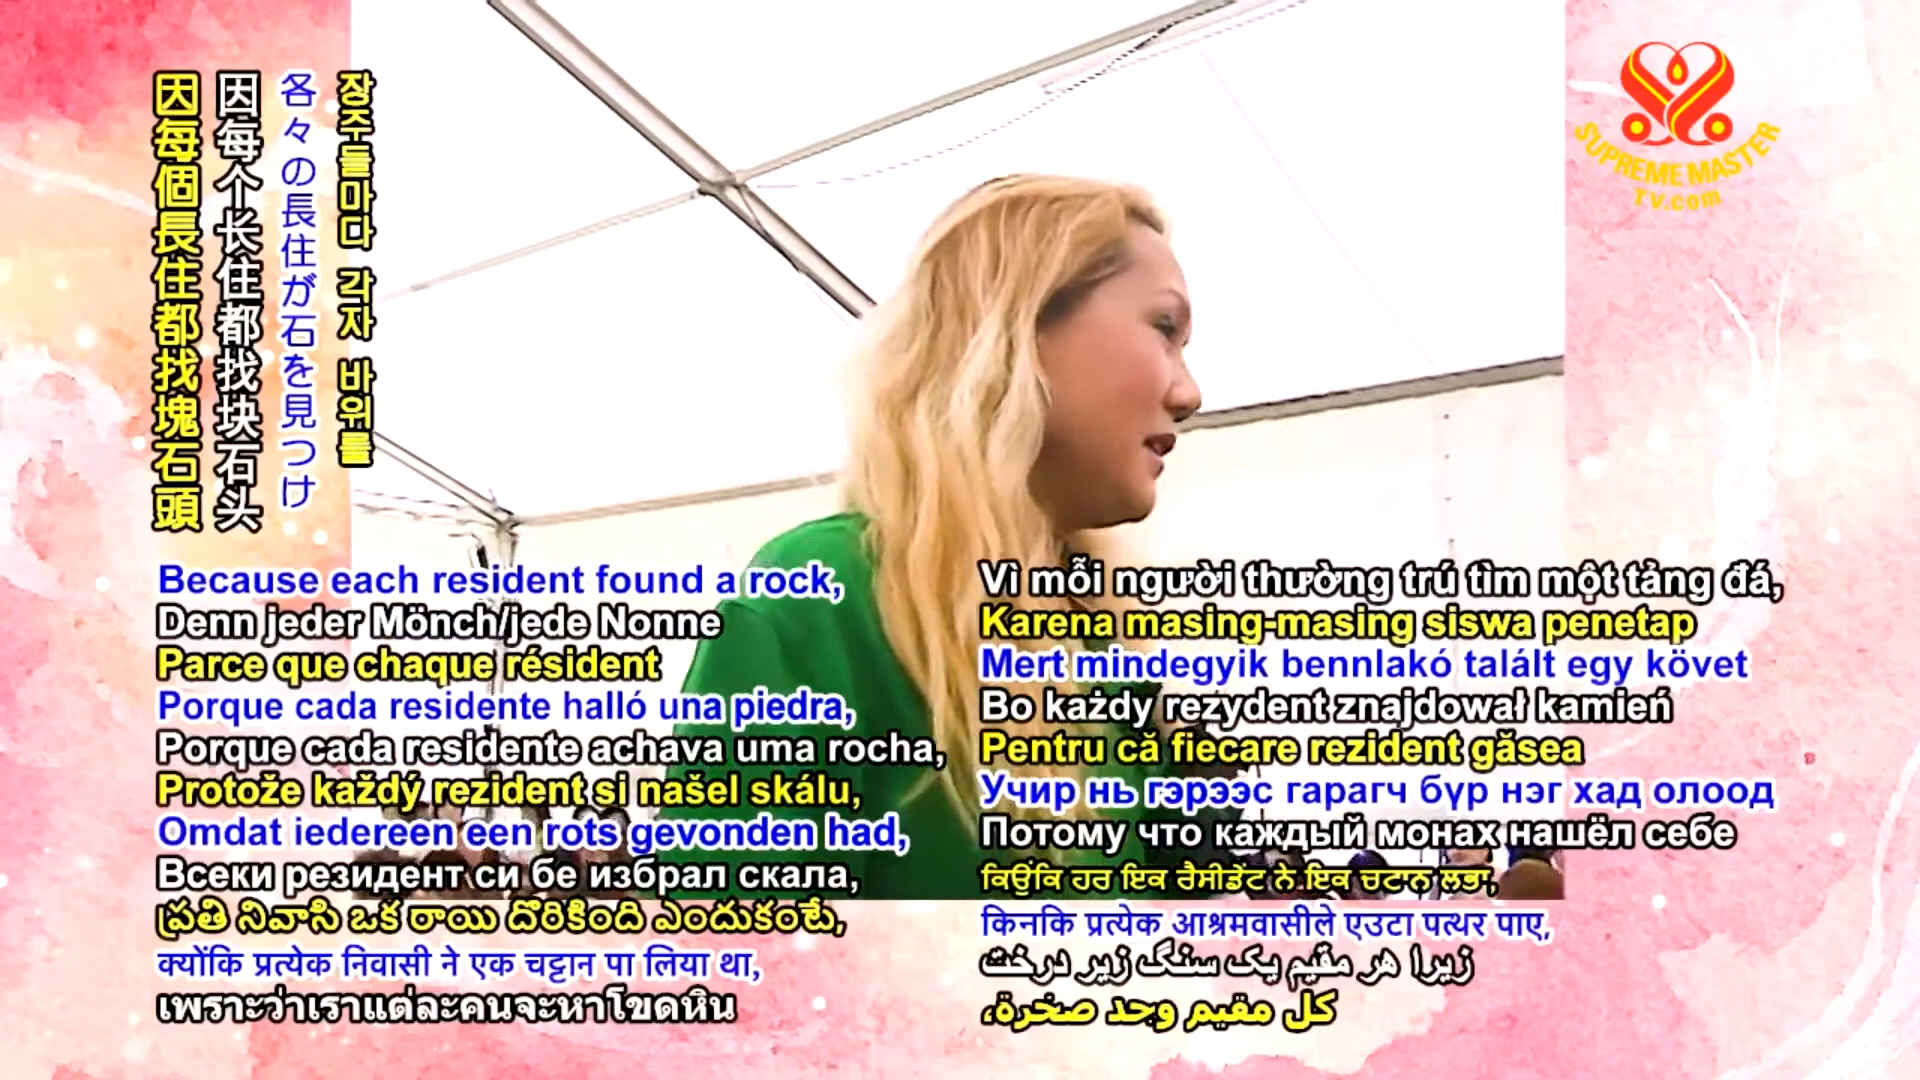 因每個長住都找塊石頭
因每个长住都找块石头
各々の長住が石を見つけ
장주들마다 각자 바위를
SUPREME MASTER
TV.com
Because each resident found a rock,
Denn jeder Mönch/jede Nonne
Parce que chaque résident
Porque cada residente halló una piedra,
Porque cada residente achava uma rocha,
Protože každý rezident si našel skálu,
Omdat iedereen een rots gevonden had,
Всеки резидент си бе избрал скала,
ప్రతి నివాసి ఒక రాయి దొరికింది ఎందుకంటే,
क्योंकि प्रत्येक निवासी ने एक चट्टान पा लिया था,
เพราะว่าเราแต่ละคนจะหาโขดหิน
Vì mỗi người thường trú tìm một tảng đá,
Karena masing-masing siswa penetap
Mert mindegyik bennlakó talált egy követ
Bo każdy rezydent znajdował kamień
Pentru că fiecare rezident găsea
Учир нь гэрээс гарагч бүр нэг хад олоод
Потому что каждый монах нашёл себе
ਕਿਉਂਕਿ ਹਰ ਇਕ ਰੈਸੀਡੈਂਟ ਨੇ ਇਕ ਚਟਾਨ ਲਭਾ,
किनकि प्रत्येक आश्रमवासीले एउटा पत्थर पाए,
زیرا هر مقیم یک سنگ زیر درخت
كل مقيم وجد صخرة،